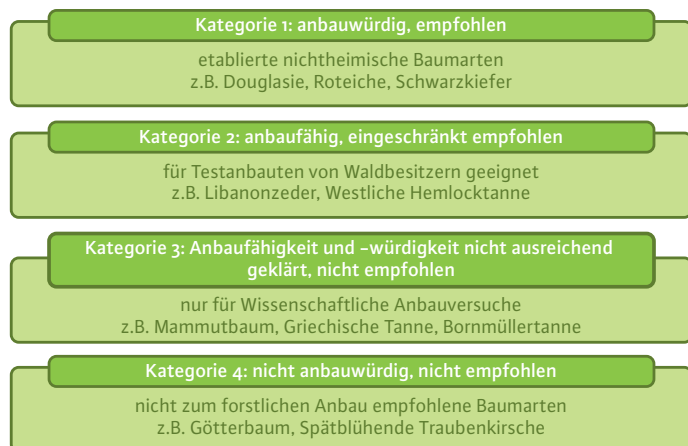 Kategorie 1: anbauwürdig, empfohlen
etablierte nichtheimische Baumarten
z.B. Douglasie, Roteiche, Schwarzkiefer
Kategorie 2: anbaufähig, eingeschränkt empfohlen
für Testanbauten von Waldbesitzern geeignet
z.B. Libanonzeder, Westliche Hemlocktanne
Kategorie 3: Anbaufähigkeit und –würdigkeit nicht ausreichend
geklärt, nicht empfohlen
nur für Wissenschaftliche Anbauversuche
z.B. Mammutbaum, Griechische Tanne, Bornmüllertanne
Kategorie 4: nicht anbauwürdig, nicht empfohlen
nicht zum forstlichen Anbau empfohlene Baumarten
z.B. Götterbaum, Spätblühende Traubenkirsche